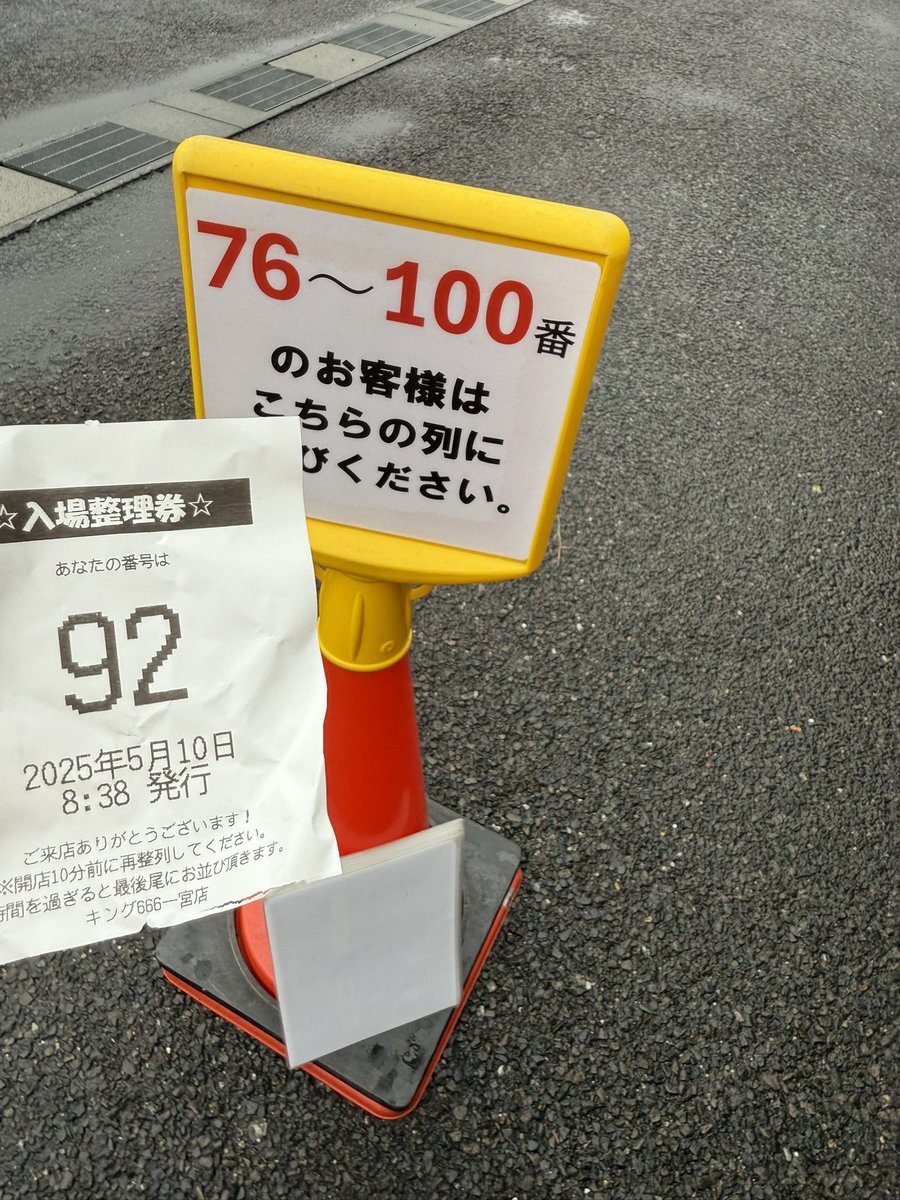 76～100番
のお客様は
こちらの列に
びください。
☆入場整理券☆
あなたの番号は
92
2025年5月10日
8:38 発行
ご来店ありがとうございます!
※開店10分前に再整列してください。
時間を過ぎると最後尾にお並び頂きます。
キング666一宮店